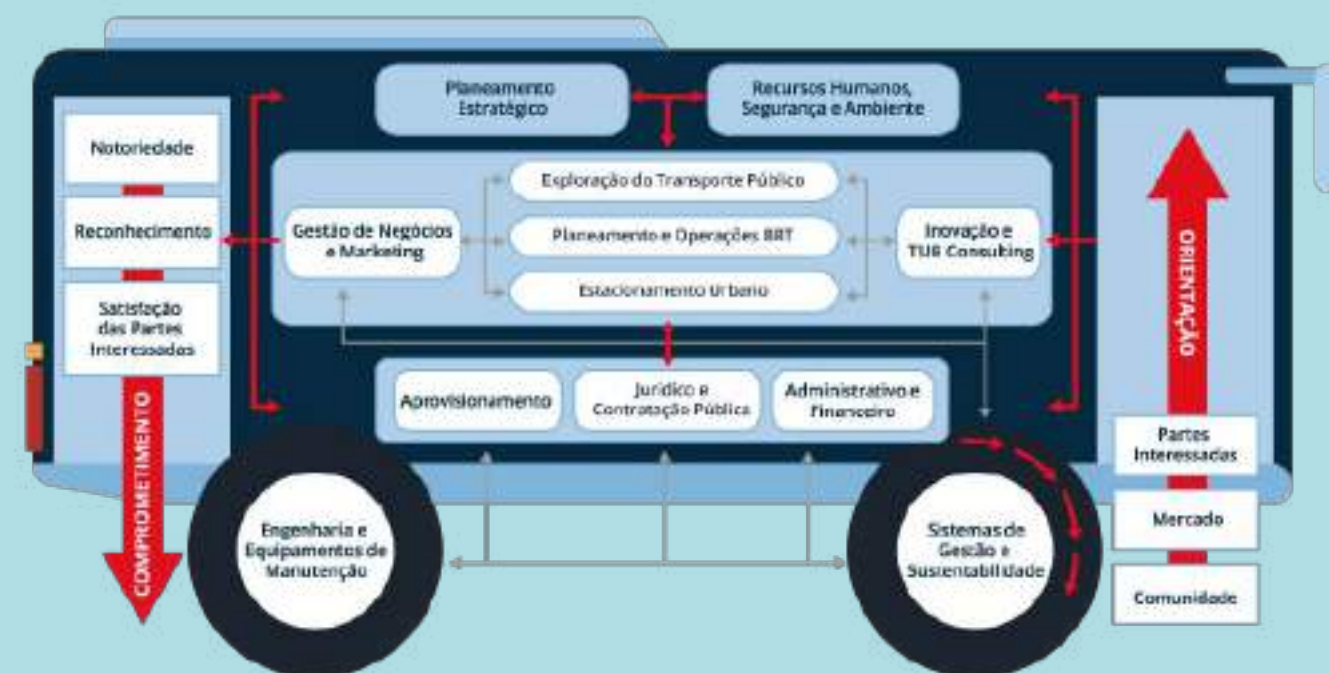 Planeamento
Estratégico
Recursos Humanos,
Segurança e Ambiente
Notoriedade
Reconhecimento
Satisfação
das Partes
Interessadas
COMPROMETIMENTO
Gestão de Negócios
e Marketing
Exploração do Transporte Público
Planeamento e Operações BRT
Estacionamento Urbano
Inovação e
TUB Consulting
Aprovisionamento
Jurídico e
Contratação Pública
Administrativo e
Financeiro
ORIENTAÇÃO
Partes
Interessadas
Mercado
Comunidade
Engenharia e
Equipamentos de
Manutenção
Sistemas de
Gestão e
Sustentabilidade